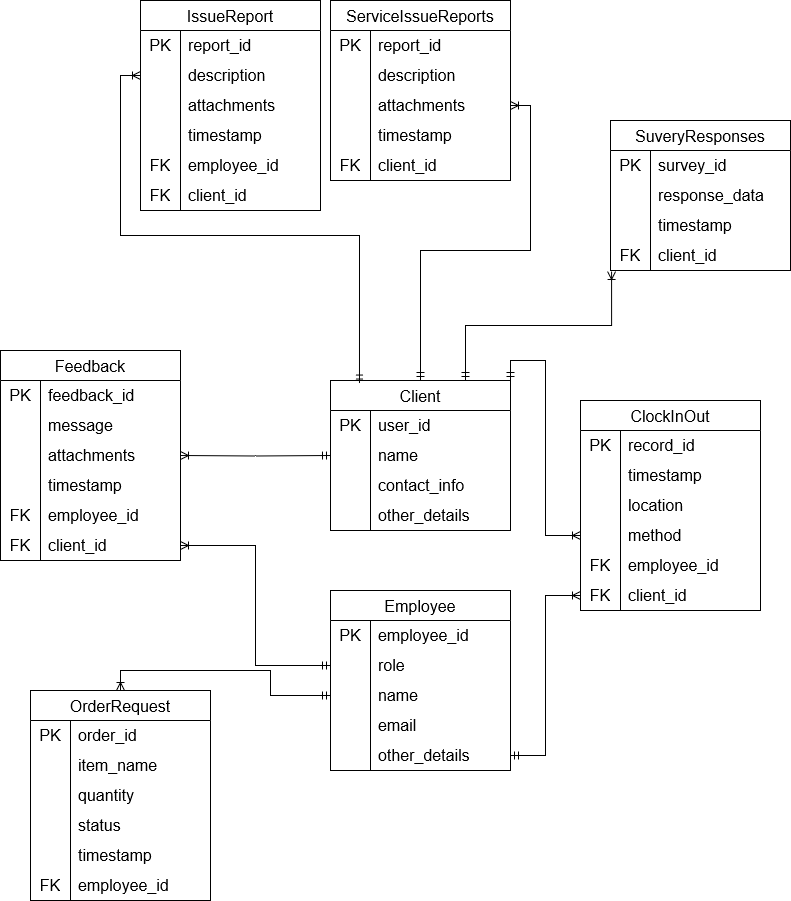 IssueReport
PK report_id
description
attachments
timestamp
FK employee_id
FK client_id
ServiceIssueReports
PK report_id
description
attachments
timestamp
FK client_id
SuveryResponses
PK survey_id
response_data
timestamp
FK client_id
Feedback
PK feedback_id
message
attachments
timestamp
FK employee_id
FK client_id
Client
PK user_id
name
contact_info
other_details
ClockInOut
PK record_id
timestamp
location
method
FK employee_id
FK client_id
Employee
PK employee_id
role
name
email
other_details
OrderRequest
PK order_id
item_name
quantity
status
timestamp
FK employee_id